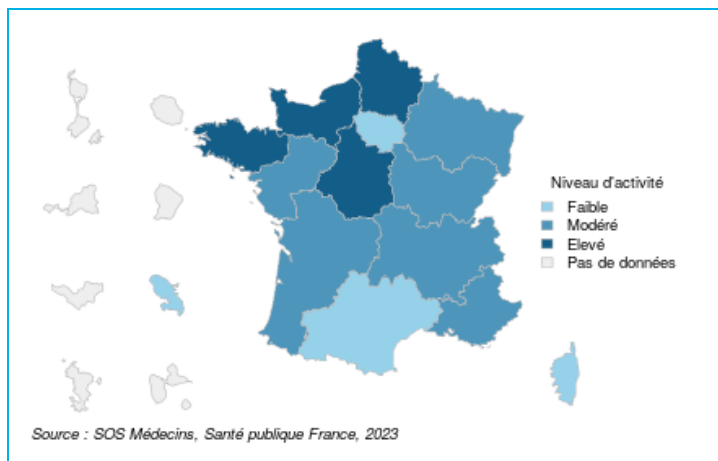 Niveau d'activité
Faible
Modéré
Elevé
Pas de données
Source : SOS Médecins, Santé publique France, 2023